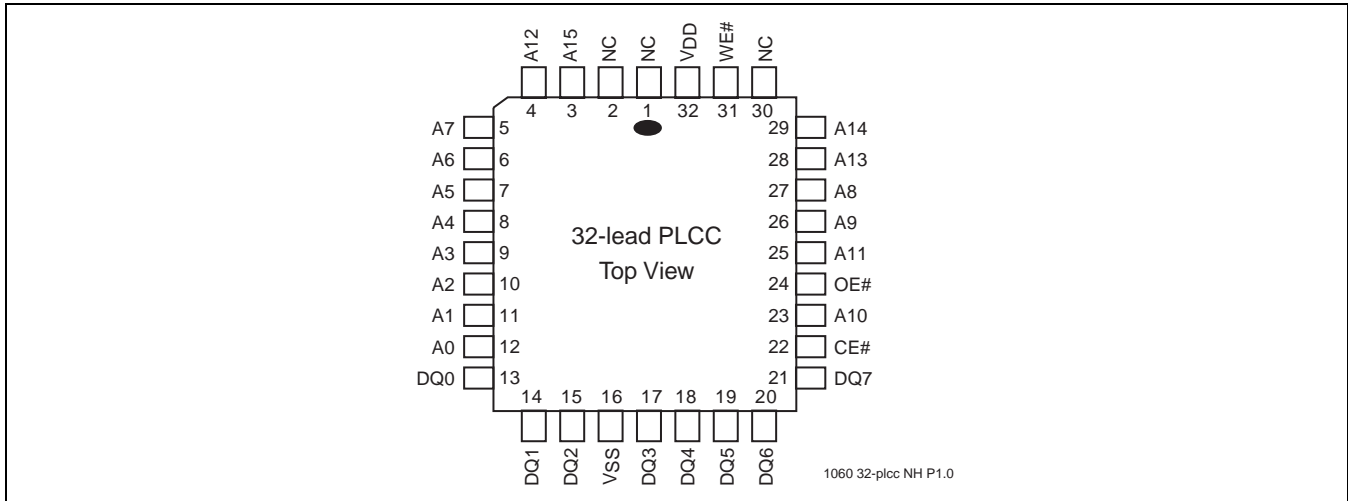 A12 A15 NC NC VDD WE# NC
4 3 2 1 32 31 30
A7 5 29 A14
A6 6 28 A13
A5 7 27 A8
A4 8 26 A9
32-lead PLCC
A3 9 25 A11
Top View
A2 10 24 OE#
A1 11 23 A10
A0 12 22 CE#
DQ0 13 21 DQ7
14 15 16 17 18 19 20
DQ1 DQ2 VSS DQ3 DQ4 DQ5 DQ6
1060 32-plcc NH P1.0